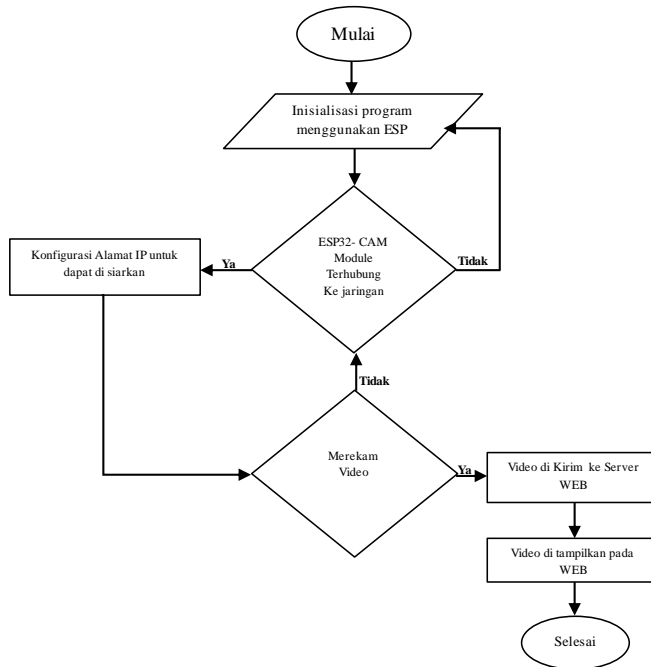 Mulai
Inisialisasi program
menggunakan ESP
ESP32- CAM
Module
Terhubung
Ke jaringan
Ya
Tidak
Konfigurasi Alamat IP untuk
dapat di siarkan
Tidak
Merekam
Video
Ya
Video di Kirim ke Server
WEB
Video di tampilkan pada
WEB
Selesai